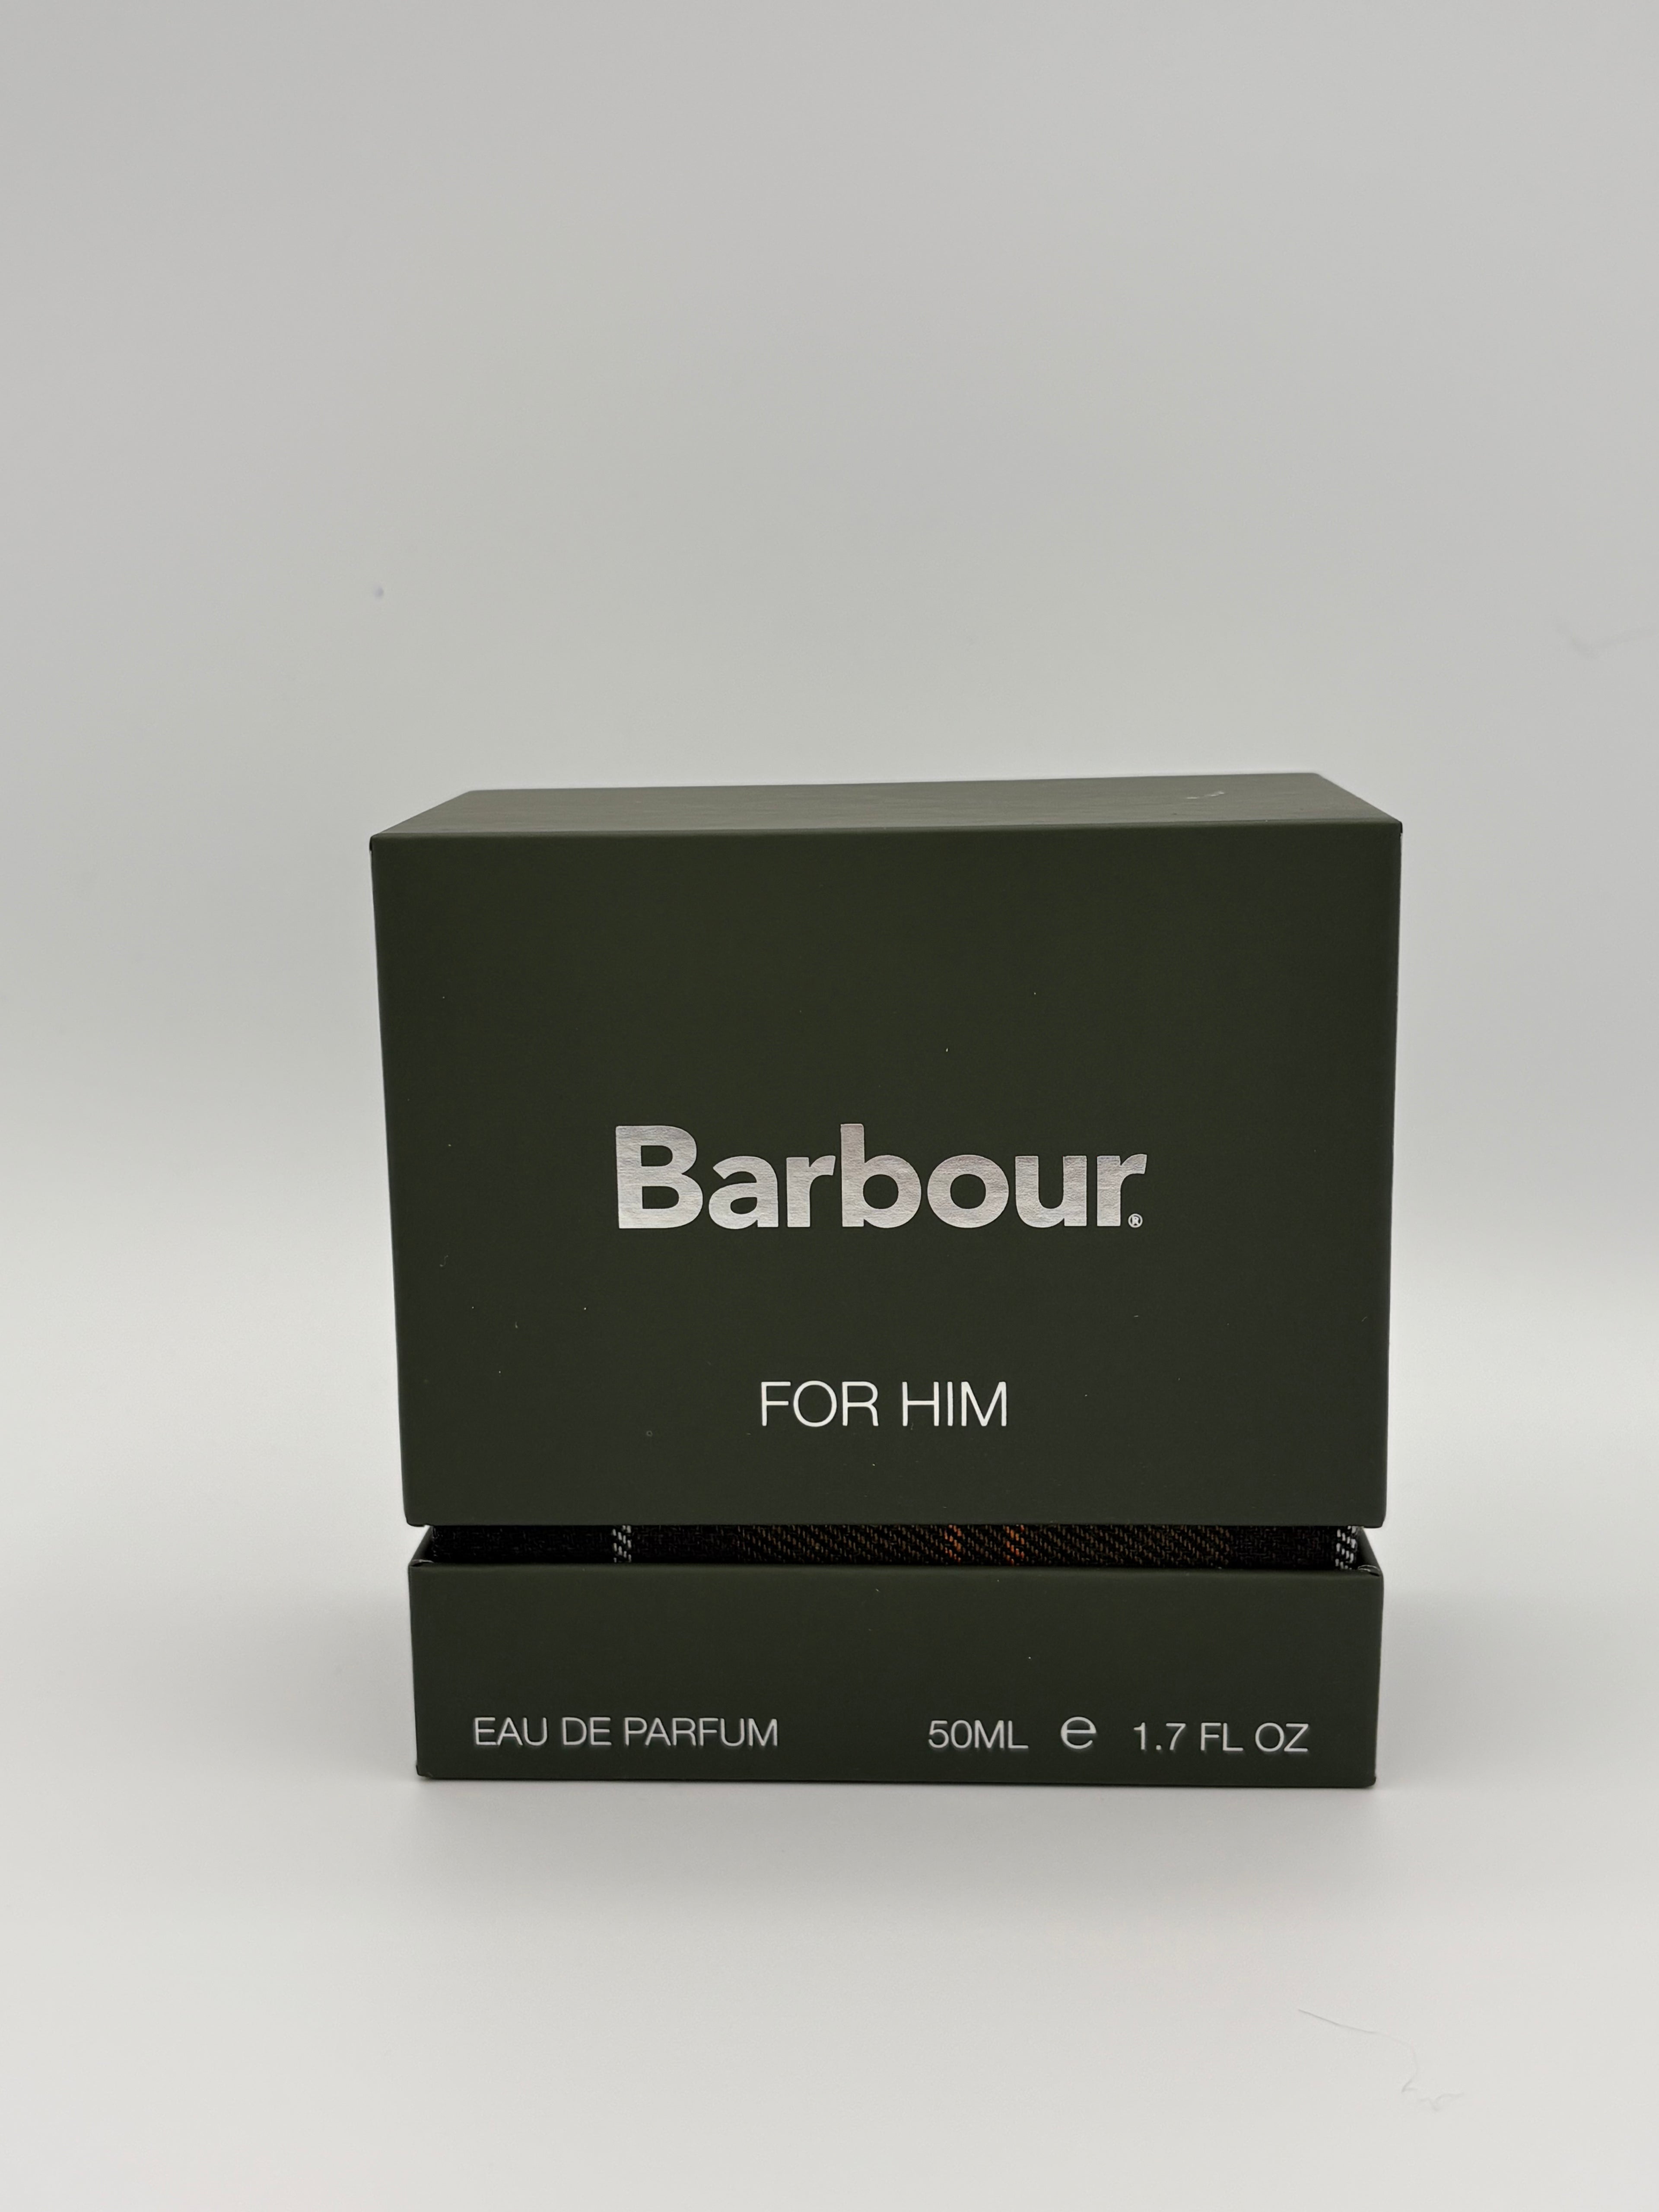 Barbour®
FOR HIM
EAU DE PARFUM 50ML ℮ 1.7 FL OZ